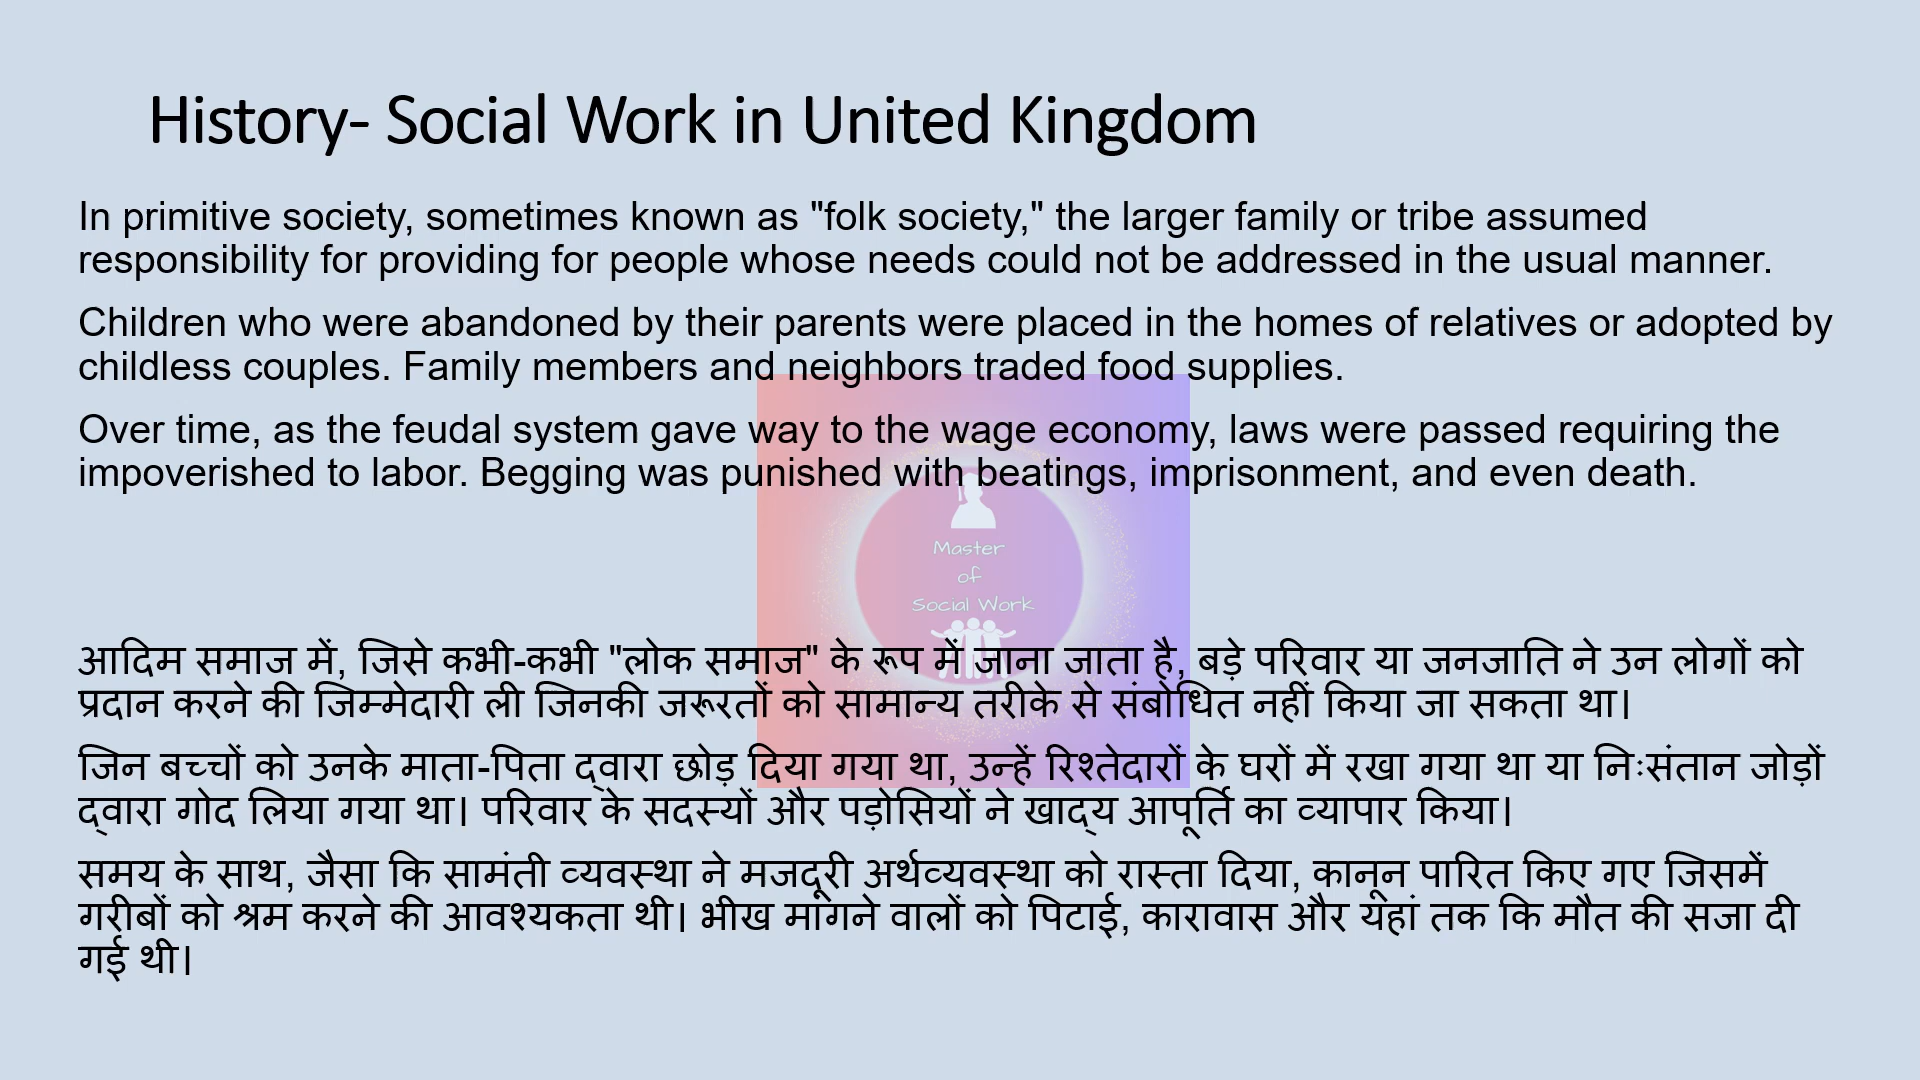 History- Social Work in United Kingdom
In primitive society, sometimes known as "folk society," the larger family or tribe assumed
responsibility for providing for people whose needs could not be addressed in the usual manner.
Children who were abandoned by their parents were placed in the homes of relatives or adopted by
childless couples. Family members and neighbors traded food supplies.
Over time, as the feudal system gave way to the wage economy, laws were passed requiring the
impoverished to labor. Begging was punished with beatings, imprisonment, and even death.
Master
of
Social Work
आदिम समाज में, जिसे कभी-कभी "लोक समाज" के रूप में जाना जाता है, बड़े परिवार या जनजाति ने उन लोगों को
प्रदान करने की जिम्मेदारी ली जिनकी जरूरतों को सामान्य तरीके से संबोधित नहीं किया जा सकता था।
जिन बच्चों को उनके माता-पिता द्वारा छोड़ दिया गया था, उन्हें रिश्तेदारों के घरों में रखा गया था या निःसंतान जोड़ों
द्वारा गोद लिया गया था। परिवार के सदस्यों और पड़ोसियों ने खाद्य आपूर्ति का व्यापार किया।
समय के साथ, जैसा कि सामंती व्यवस्था ने मजदूरी अर्थव्यवस्था को रास्ता दिया, कानून पारित किए गए जिसमें
गरीबों को श्रम करने की आवश्यकता थी। भीख मांगने वालों को पिटाई, कारावास और यहां तक कि मौत की सजा दी
गई थी।